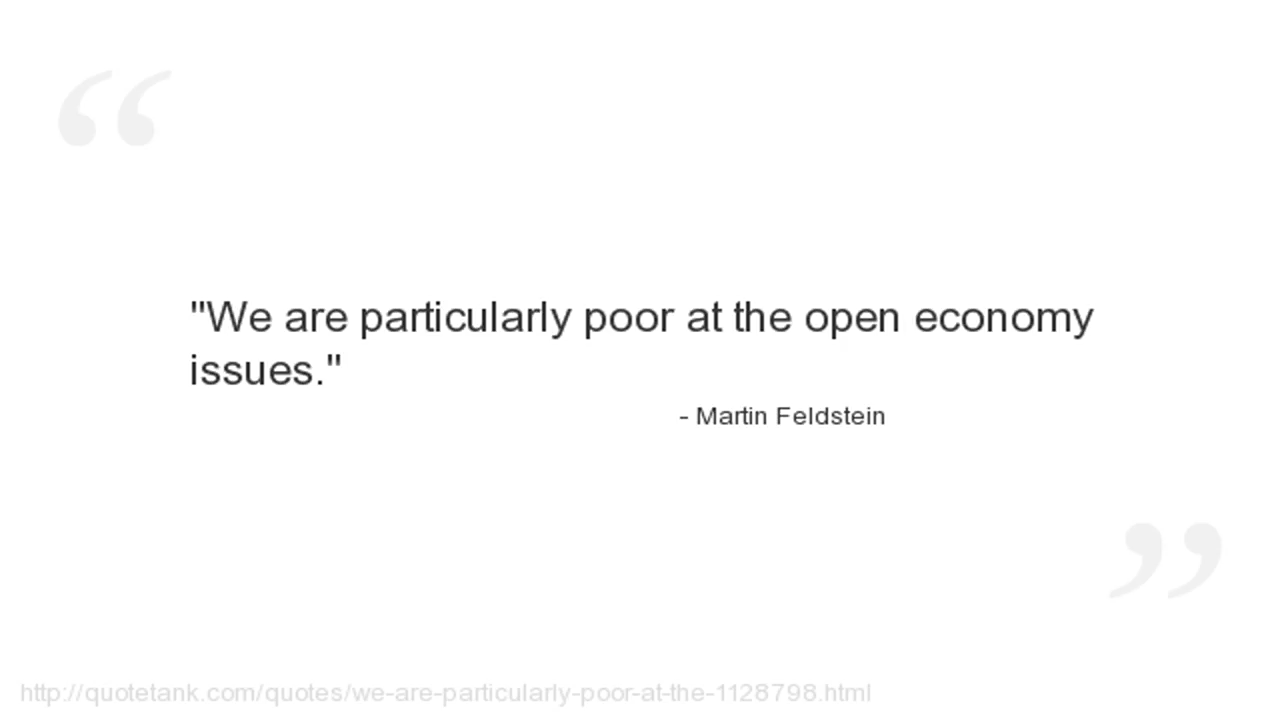 "We are particularly poor at the open economy
issues."
- Martin Feldstein
http://quotetank.com/quotes/we-are-particularly-poor-at-the-1128798.html